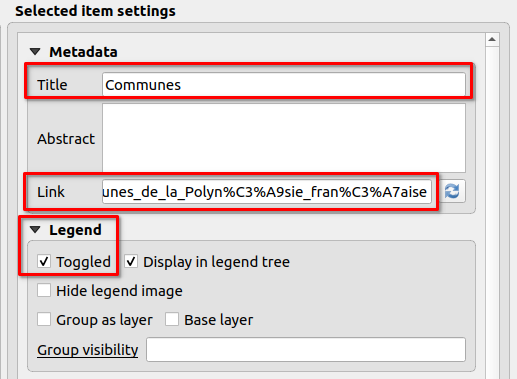 Selected item settings
Metadata
Title Communes
Abstract
Link unes_de_la_Polyn%C3%A9sie_fran%C3%A7aise
Legend
Toggled Display in legend tree
Hide legend image
Group as layer Base layer
Group visibility